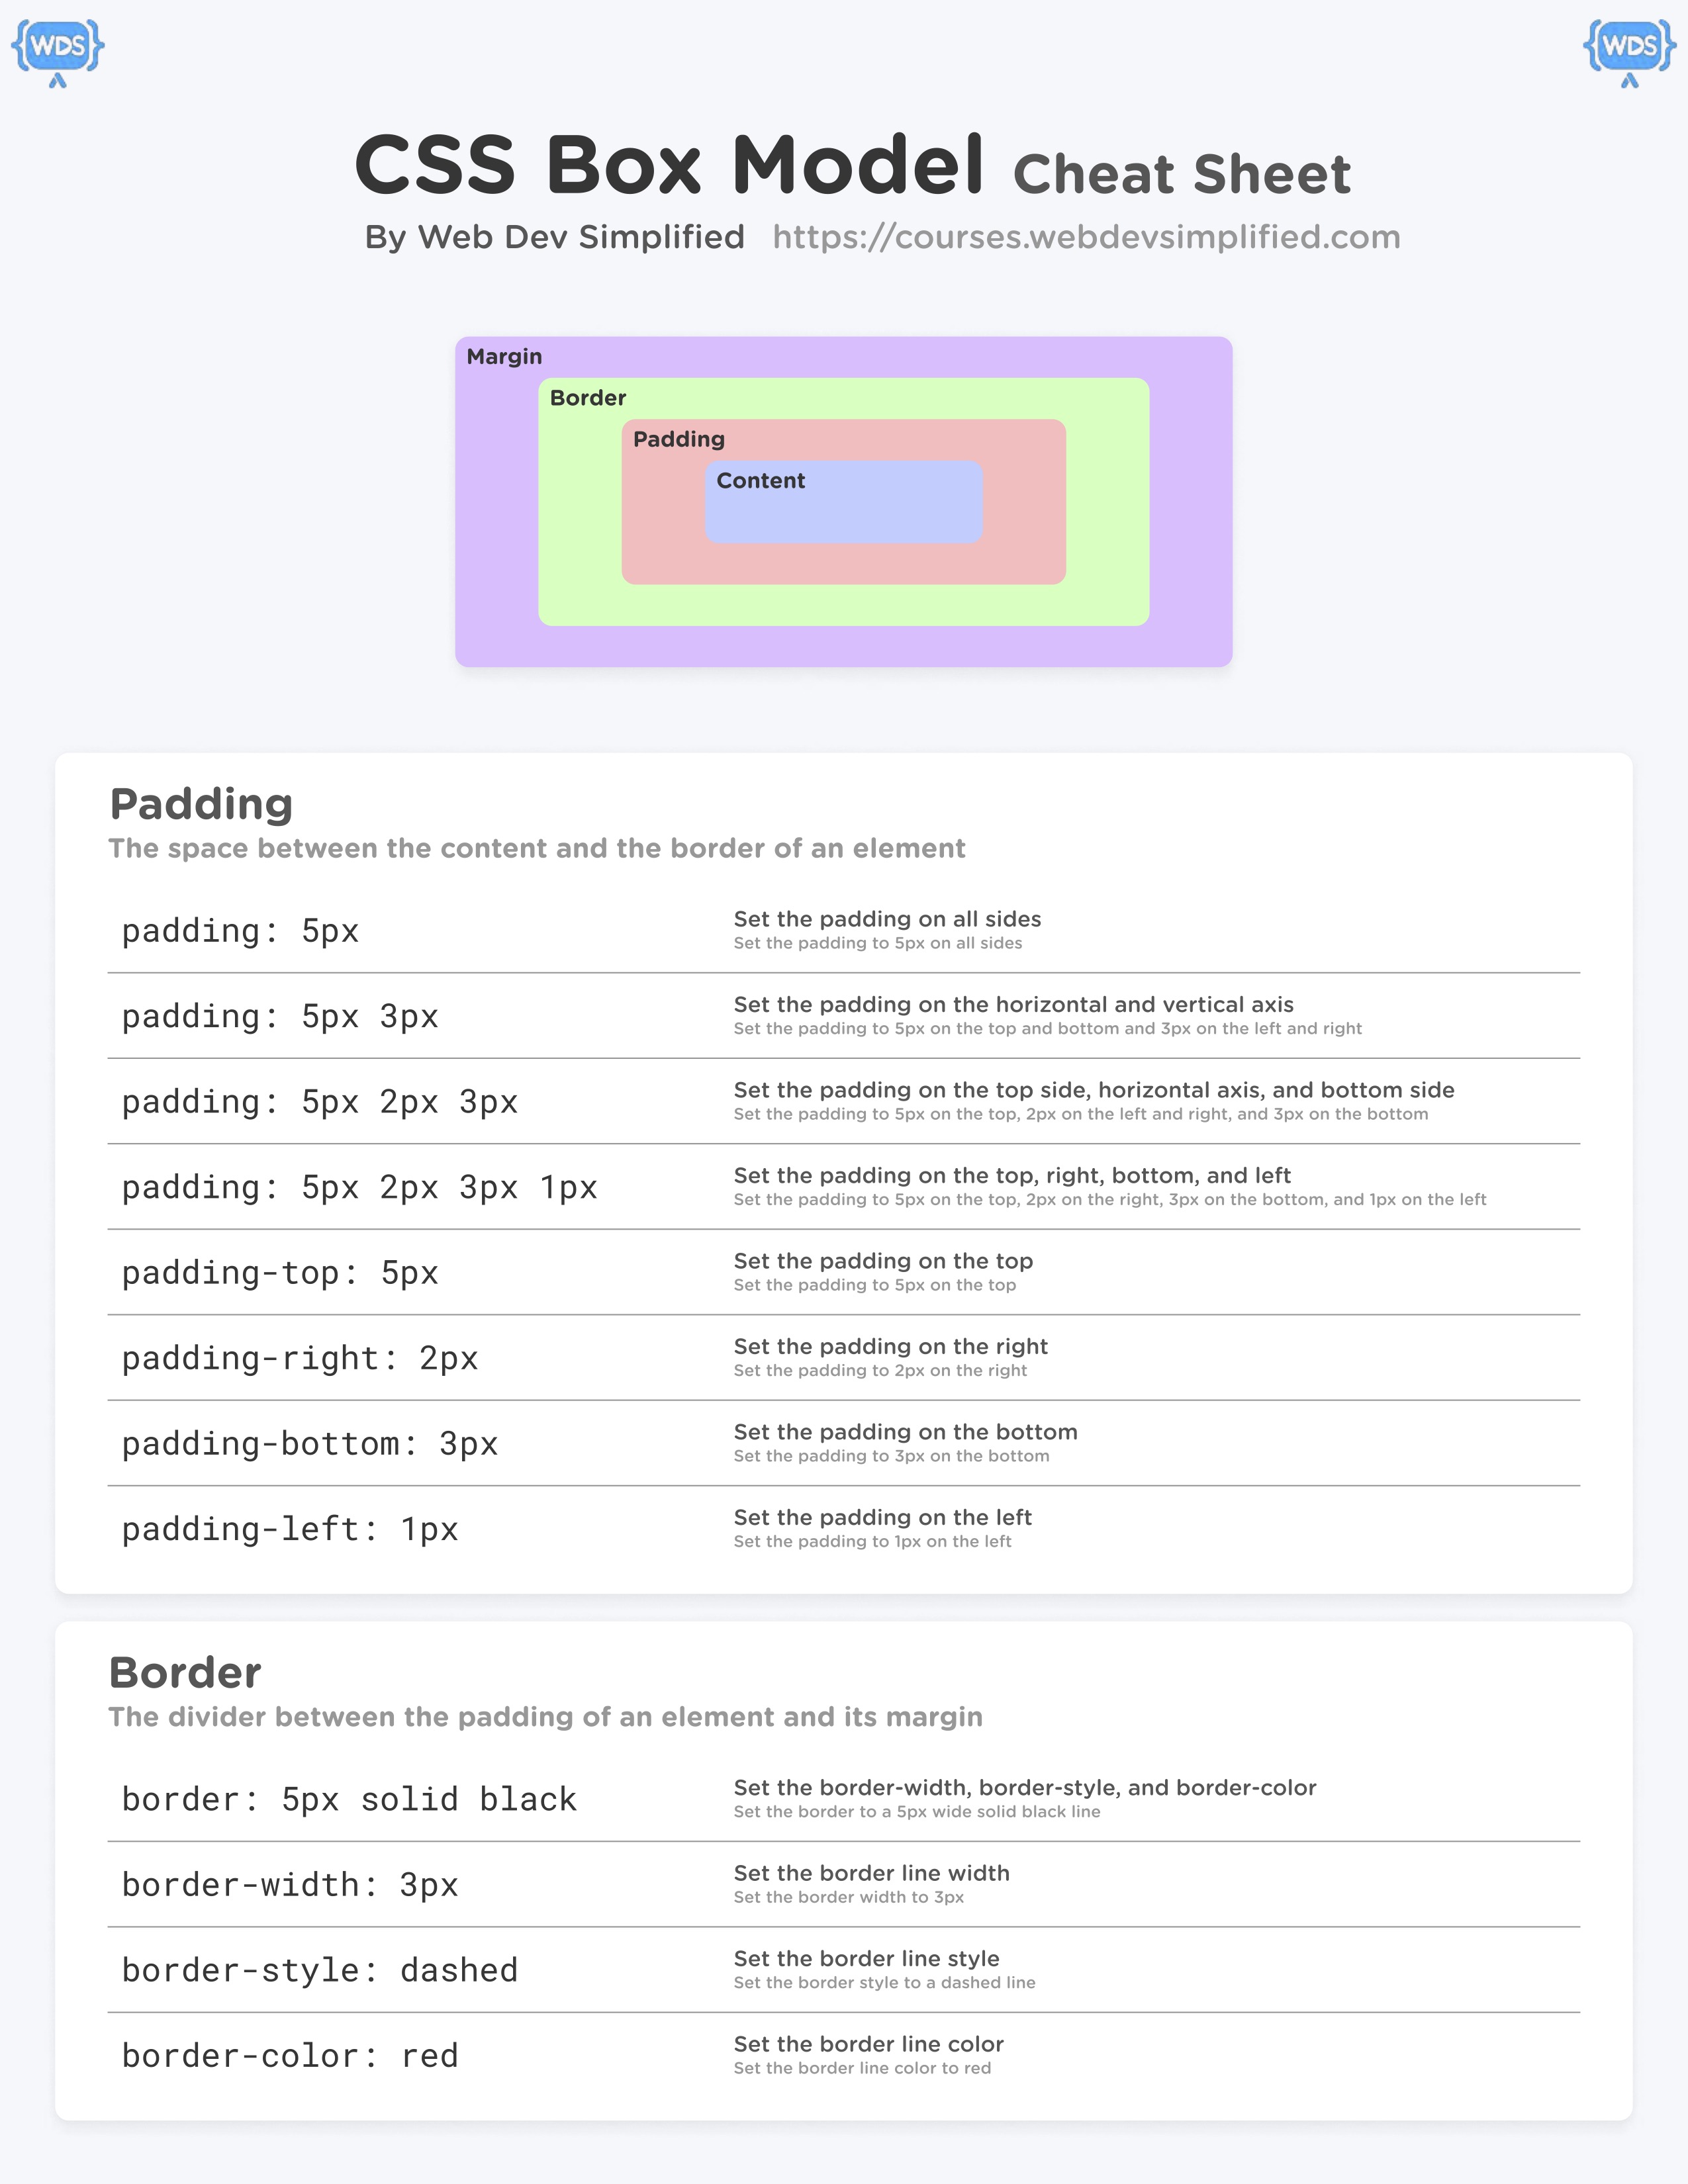 WDS
WDS
CSS Box Model Cheat Sheet
By Web Dev Simplified https://courses.webdevsimplified.com
Margin
Border
Padding
Content
Padding
The space between the content and the border of an element
padding: 5px
Set the padding on all sides
Set the padding to 5px on all sides
padding: 5px 3px
Set the padding on the horizontal and vertical axis
Set the padding to 5px on the top and bottom and 3px on the left and right
padding: 5px 2px 3px
Set the padding on the top side, horizontal axis, and bottom side
Set the padding to 5px on the top, 2px on the left and right, and 3px on the bottom
padding: 5px 2px 3px 1px
Set the padding on the top, right, bottom, and left
Set the padding to 5px on the top, 2px on the right, 3px on the bottom, and 1px on the left
padding-top: 5px
Set the padding on the top
Set the padding to 5px on the top
padding-right: 2px
Set the padding on the right
Set the padding to 2px on the right
padding-bottom: 3px
Set the padding on the bottom
Set the padding to 3px on the bottom
padding-left: 1px
Set the padding on the left
Set the padding to 1px on the left
Border
The divider between the padding of an element and its margin
border: 5px solid black
Set the border-width, border-style, and border-color
Set the border to a 5px wide solid black line
border-width: 3px
Set the border line width
Set the border width to 3px
border-style: dashed
Set the border line style
Set the border style to a dashed line
border-color: red
Set the border line color
Set the border line color to red